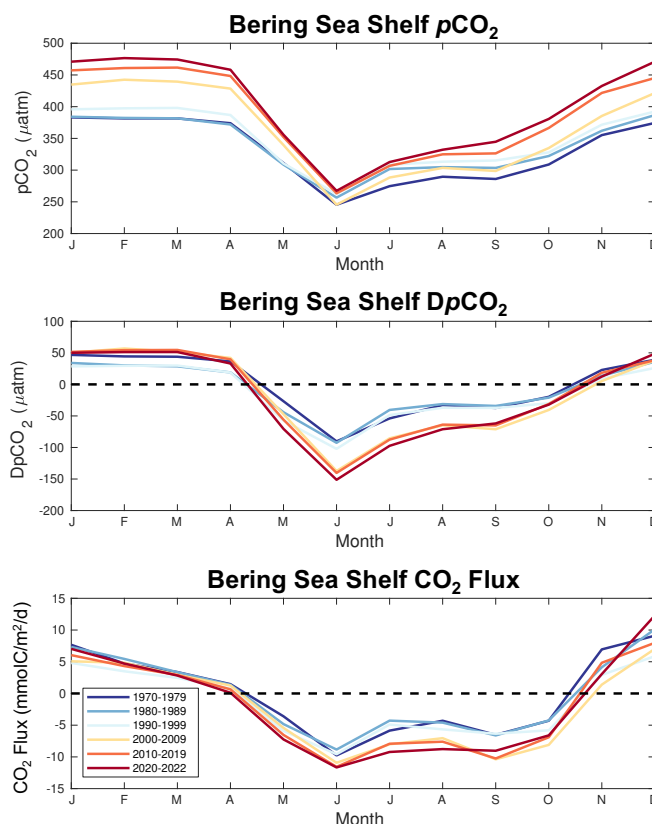 Bering Sea Shelf pCO₂
500
450
400
350
300
250
200
pCO₂ (μatm)
J F M A M J J A S O N D
Month
Bering Sea Shelf DpCO₂
100
50
0
-50
-100
-150
-200
DpCO₂ (μatm)
J F M A M J J A S O N D
Month
Bering Sea Shelf CO₂ Flux
15
10
5
0
-5
-10
-15
CO₂ Flux (mmolC/m²/d)
1970-1979
1980-1989
1990-1999
2000-2009
2010-2019
2020-2022
J F M A M J J A S O N D